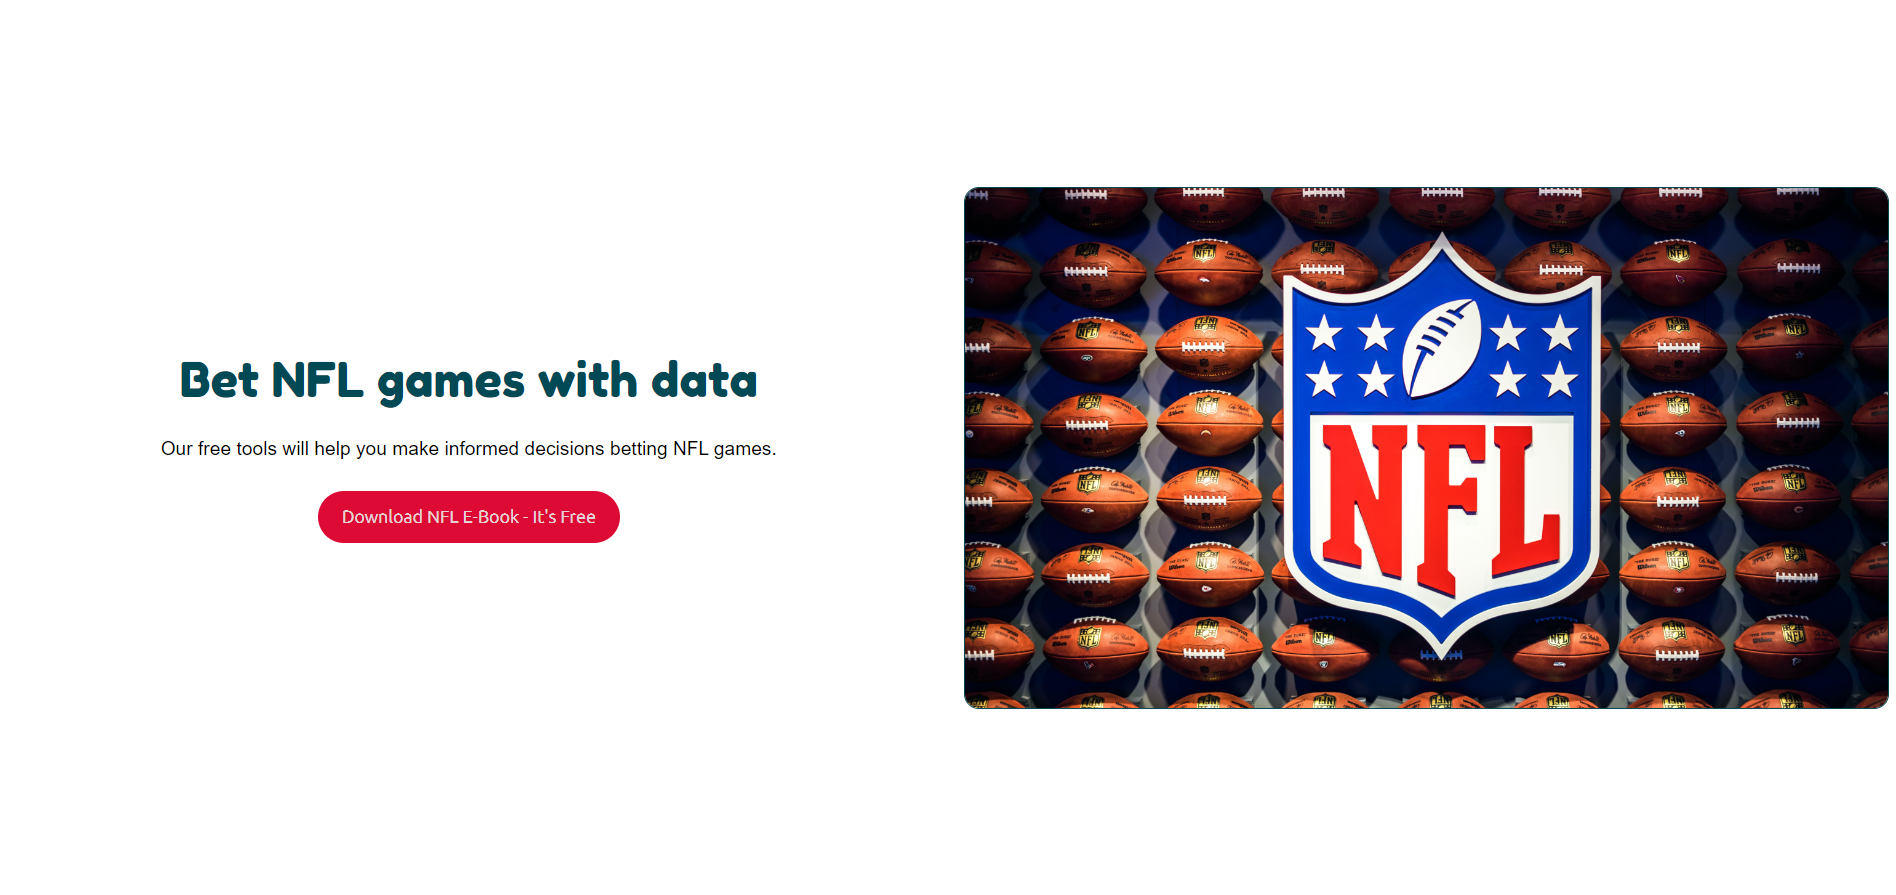 Bet NFL games with data
Our free tools will help you make informed decisions betting NFL games.
Download NFL E-Book - It's Free
NFL